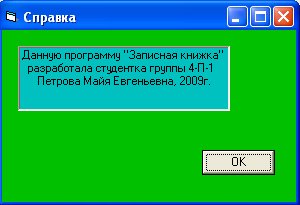 Справка
Данную программу "Записная книжка"
разработала студентка группы 4-П-1
Петрова Майя Евгеньевна, 2009г.
OK